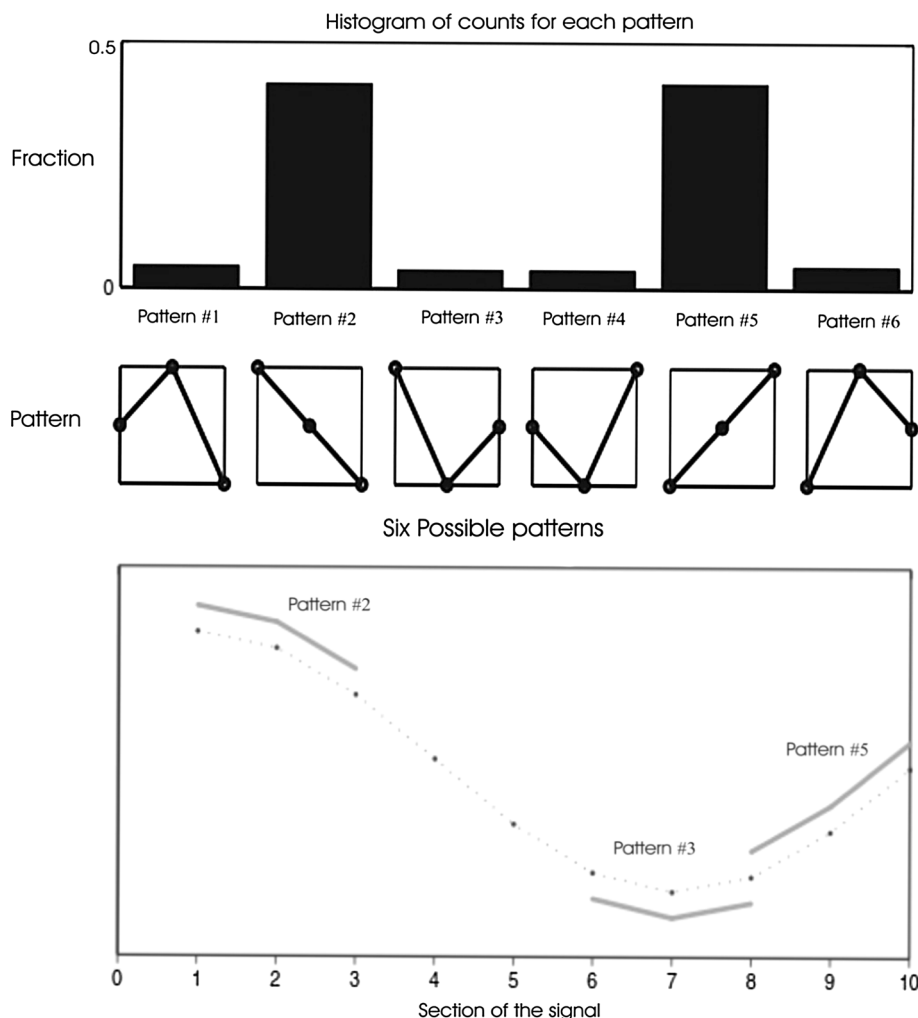 Histogram of counts for each pattern
0.5
Fraction
0
Pattern #1 Pattern #2 Pattern #3 Pattern #4 Pattern #5 Pattern #6
Pattern
Six Possible patterns
Pattern #2
Pattern #5
Pattern #3
0 1 2 3 4 5 6 7 8 9 10
Section of the signal